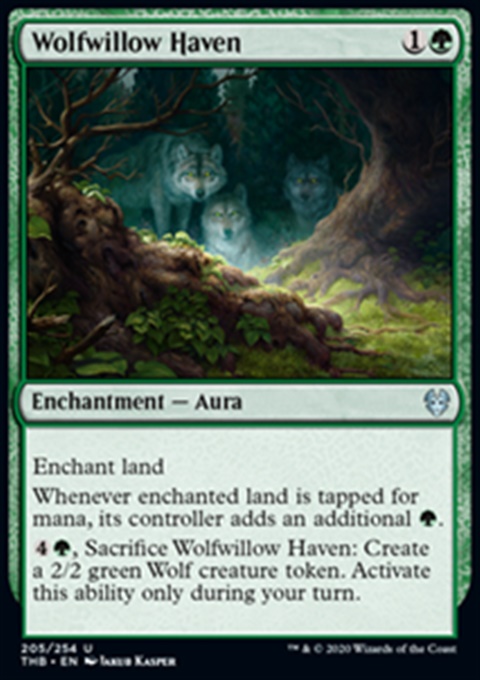 Wolfwillow Haven 1
Enchantment — Aura
Enchant land
Whenever enchanted land is tapped for
mana, its controller adds an additional .
4 , Sacrifice Wolfwillow Haven: Create
a 2/2 green Wolf creature token. Activate
this ability only during your turn.
205/254 U ™ & © 2020 Wizards of the Coast
THB • EN Jakub Kasper